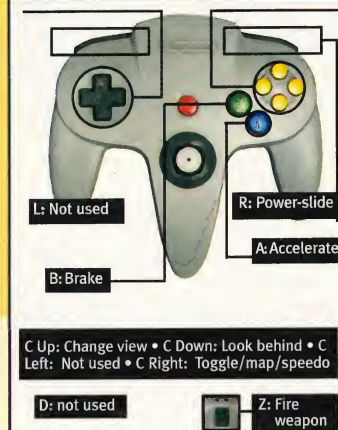 L: Not used
R: Power-slide
B
A
A: Accelerate
B: Brake
C Up: Change view • C Down: Look behind • C
Left: Not used • C Right: Toggle/map/speedo
D: not used
Z: Fire
weapon